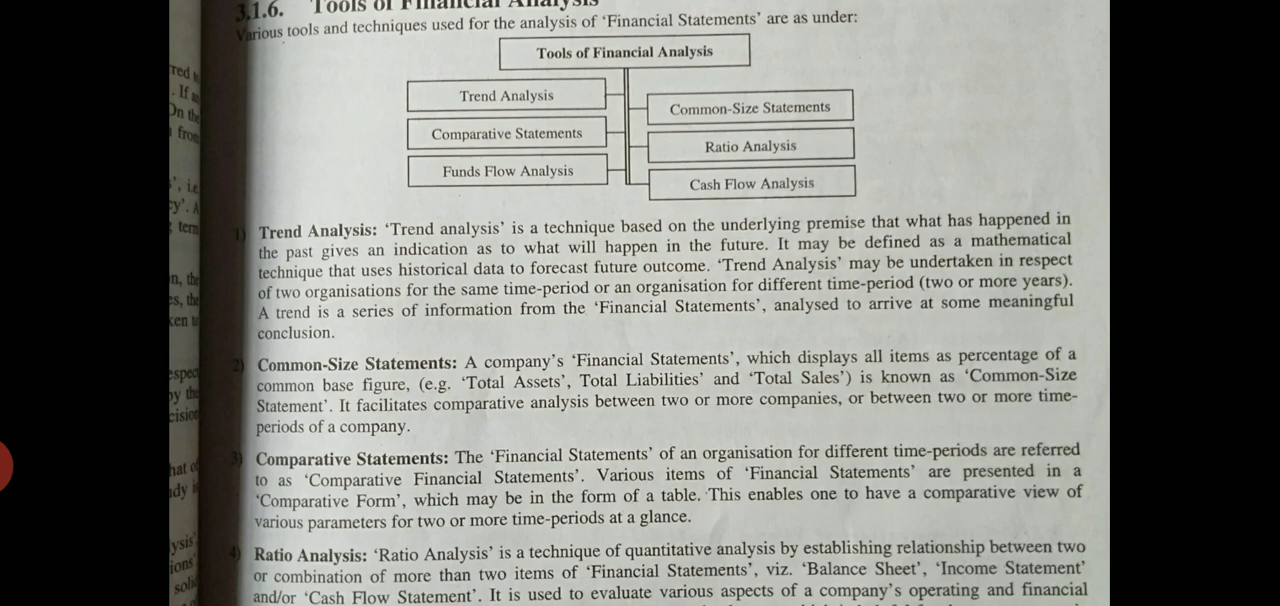 3.1.6. Tools of Financial Analysis
Various tools and techniques used for the analysis of ‘Financial Statements’ are as under:
Tools of Financial Analysis
Trend Analysis
Common-Size Statements
Comparative Statements
Ratio Analysis
Funds Flow Analysis
Cash Flow Analysis
1) Trend Analysis: ‘Trend analysis’ is a technique based on the underlying premise that what has happened in
the past gives an indication as to what will happen in the future. It may be defined as a mathematical
technique that uses historical data to forecast future outcome. ‘Trend Analysis’ may be undertaken in respect
of two organisations for the same time-period or an organisation for different time-period (two or more years).
A trend is a series of information from the ‘Financial Statements’, analysed to arrive at some meaningful
conclusion.
2) Common-Size Statements: A company’s ‘Financial Statements’, which displays all items as percentage of a
common base figure, (e.g. ‘Total Assets’, Total Liabilities’ and ‘Total Sales’) is known as ‘Common-Size
Statement’. It facilitates comparative analysis between two or more companies, or between two or more time-
periods of a company.
3) Comparative Statements: The ‘Financial Statements’ of an organisation for different time-periods are referred
to as ‘Comparative Financial Statements’. Various items of ‘Financial Statements’ are presented in a
‘Comparative Form’, which may be in the form of a table. This enables one to have a comparative view of
various parameters for two or more time-periods at a glance.
4) Ratio Analysis: ‘Ratio Analysis’ is a technique of quantitative analysis by establishing relationship between two
or combination of more than two items of ‘Financial Statements’, viz. ‘Balance Sheet’, ‘Income Statement’
and/or ‘Cash Flow Statement’. It is used to evaluate various aspects of a company’s operating and financial